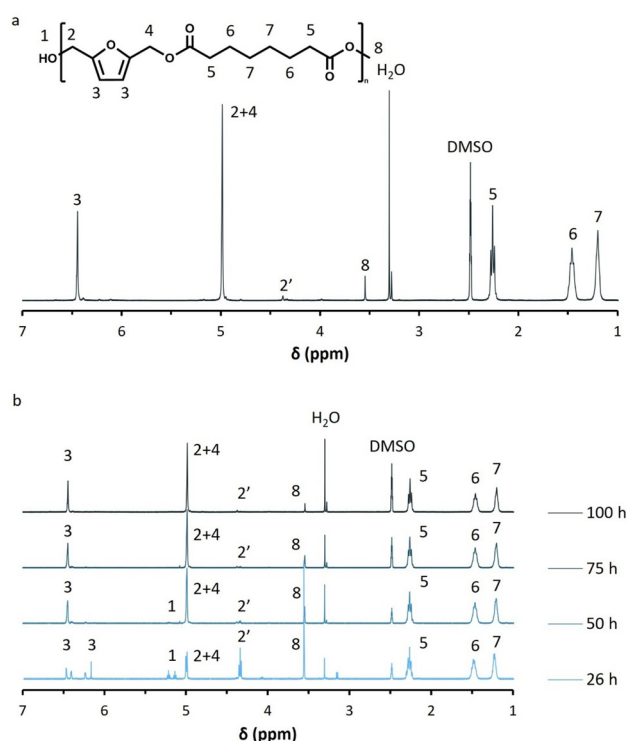 a
1 2 4 6 7 5 8
HO O O O O O n
3 3 5 7 6
H₂O
2+4
DMSO
3 5
6 7
2’ 8
7 6 5 4 3 2 1
δ (ppm)
b
H₂O
3 2+4 2’ 8 DMSO 5 6 7 100 h
3 2+4 2’ 8 5 6 7 75 h
3 1 2+4 2’ 8 5 6 7 50 h
3 3 1 2+4 2’ 8 5 6 7 26 h
7 6 5 4 3 2 1
δ (ppm)